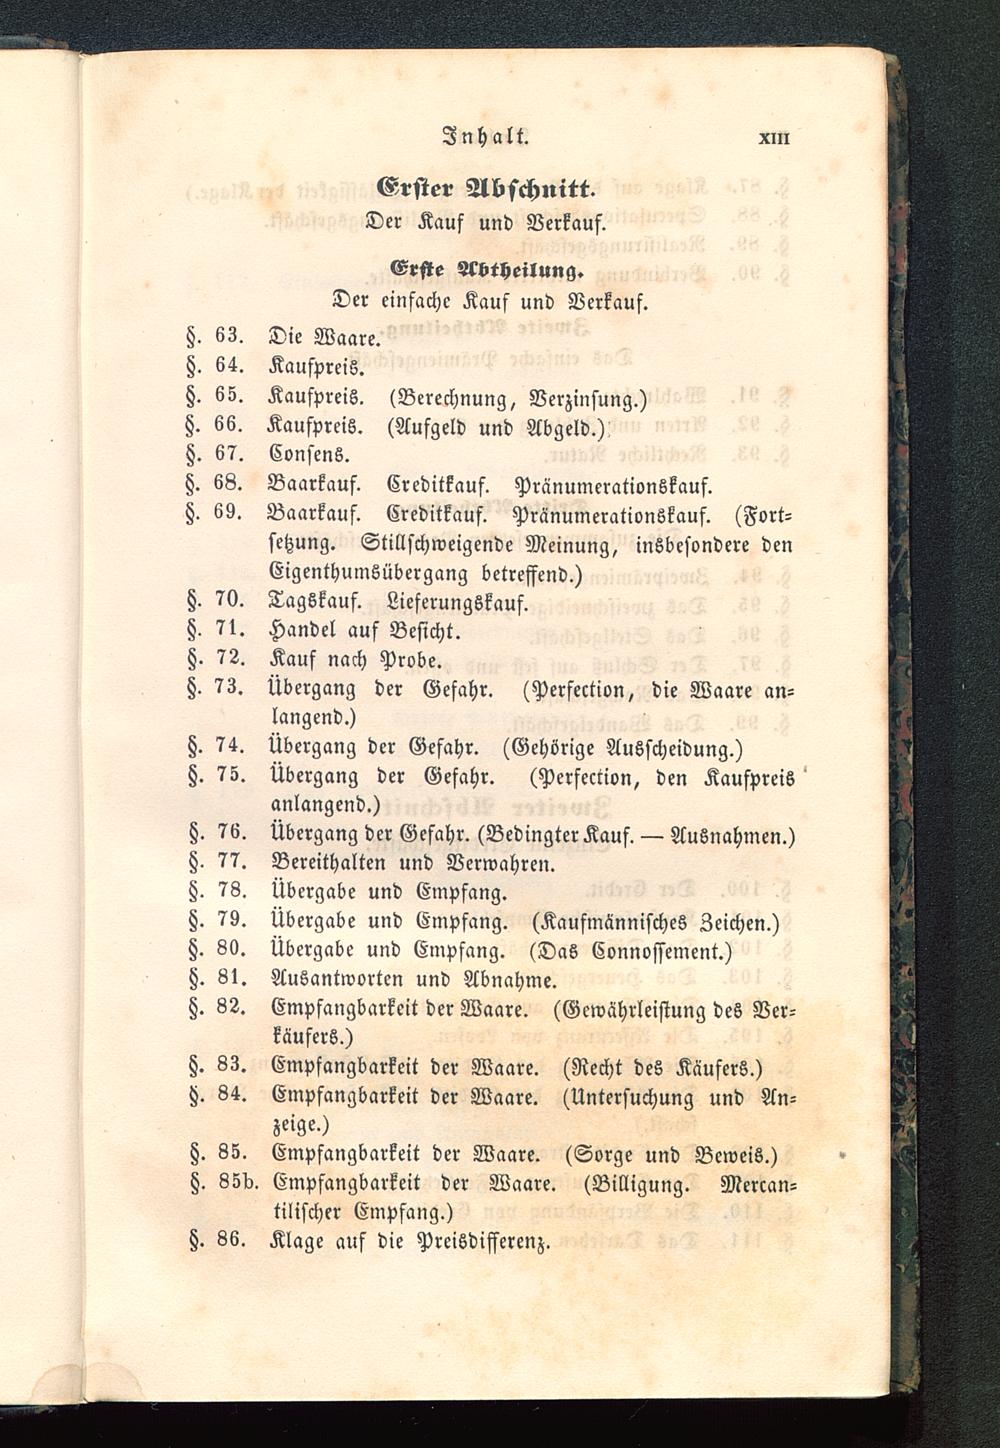 Inhalt. XIII
Erster Abschnitt.
Der Kauf und Verkauf.
Erste Abtheilung.
Der einfache Kauf und Verkauf.
§. 63. Die Waare.
§. 64. Kaufpreis.
§. 65. Kaufpreis. (Berechnung, Verzinsung.)
§. 66. Kaufpreis. (Aufgeld und Abgeld.)
§. 67. Consens.
§. 68. Baarkauf. Creditkauf. Pränumerationskauf.
§. 69. Baarkauf. Creditkauf. Pränumerationskauf. (Fort=
setzung. Stillschweigende Meinung, insbesondere den
Eigenthumsübergang betreffend.)
§. 70. Tagskauf. Lieferungskauf.
§. 71. Handel auf Besicht.
§. 72. Kauf nach Probe.
§. 73. Übergang der Gefahr. (Perfection, die Waare an=
langend.)
§. 74. Übergang der Gefahr. (Gehörige Ausscheidung.)
§. 75. Übergang der Gefahr. (Perfection, den Kaufpreis
anlangend.)
§. 76. Übergang der Gefahr. (Bedingter Kauf. — Ausnahmen.)
§. 77. Bereithalten und Verwahren.
§. 78. Übergabe und Empfang.
§. 79. Übergabe und Empfang. (Kaufmännisches Zeichen.)
§. 80. Übergabe und Empfang. (Das Connossement.)
§. 81. Ausantworten und Abnahme.
§. 82. Empfangbarkeit der Waare. (Gewährleistung des Ver=
käufers.)
§. 83. Empfangbarkeit der Waare. (Recht des Käufers.)
§. 84. Empfangbarkeit der Waare. (Untersuchung und An=
zeige.)
§. 85. Empfangbarkeit der Waare. (Sorge und Beweis.)
§. 85b. Empfangbarkeit der Waare. (Billigung. Mercan=
tilischer Empfang.)
§. 86. Klage auf die Preisdifferenz.